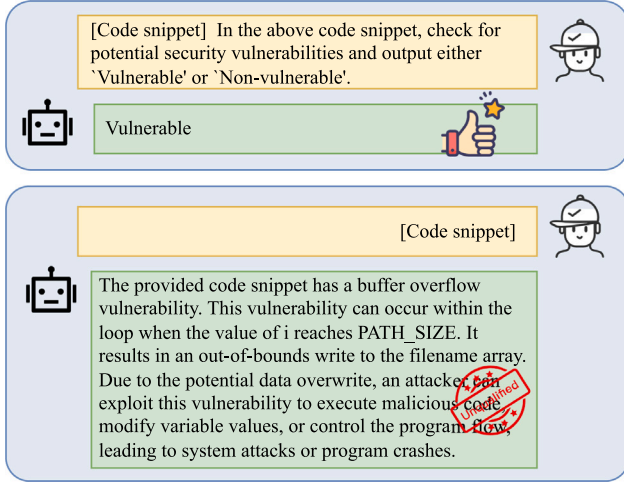 [Code snippet] In the above code snippet, check for
potential security vulnerabilities and output either
`Vulnerable' or `Non-vulnerable'.
Vulnerable
[Code snippet]
The provided code snippet has a buffer overflow
vulnerability. This vulnerability can occur within the
loop when the value of i reaches PATH_SIZE. It
results in an out-of-bounds write to the filename array.
Due to the potential data overwrite, an attacker can
exploit this vulnerability to execute malicious code
modify variable values, or control the program flow,
leading to system attacks or program crashes.
Unqualified